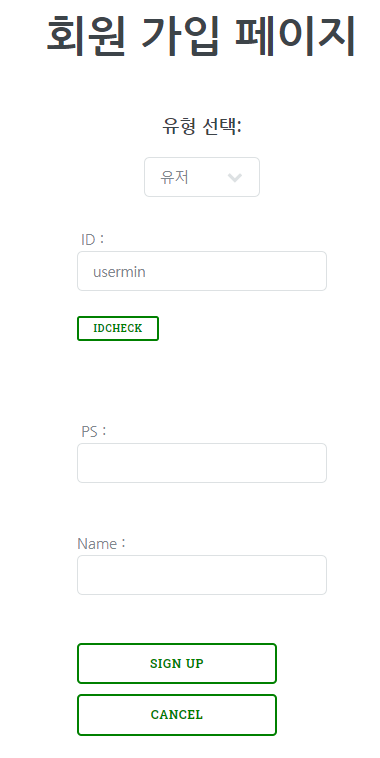 회원 가입 페이지
유형 선택:
유저
ID :
usermin
IDCHECK
PS :
Name :
SIGN UP
CANCEL